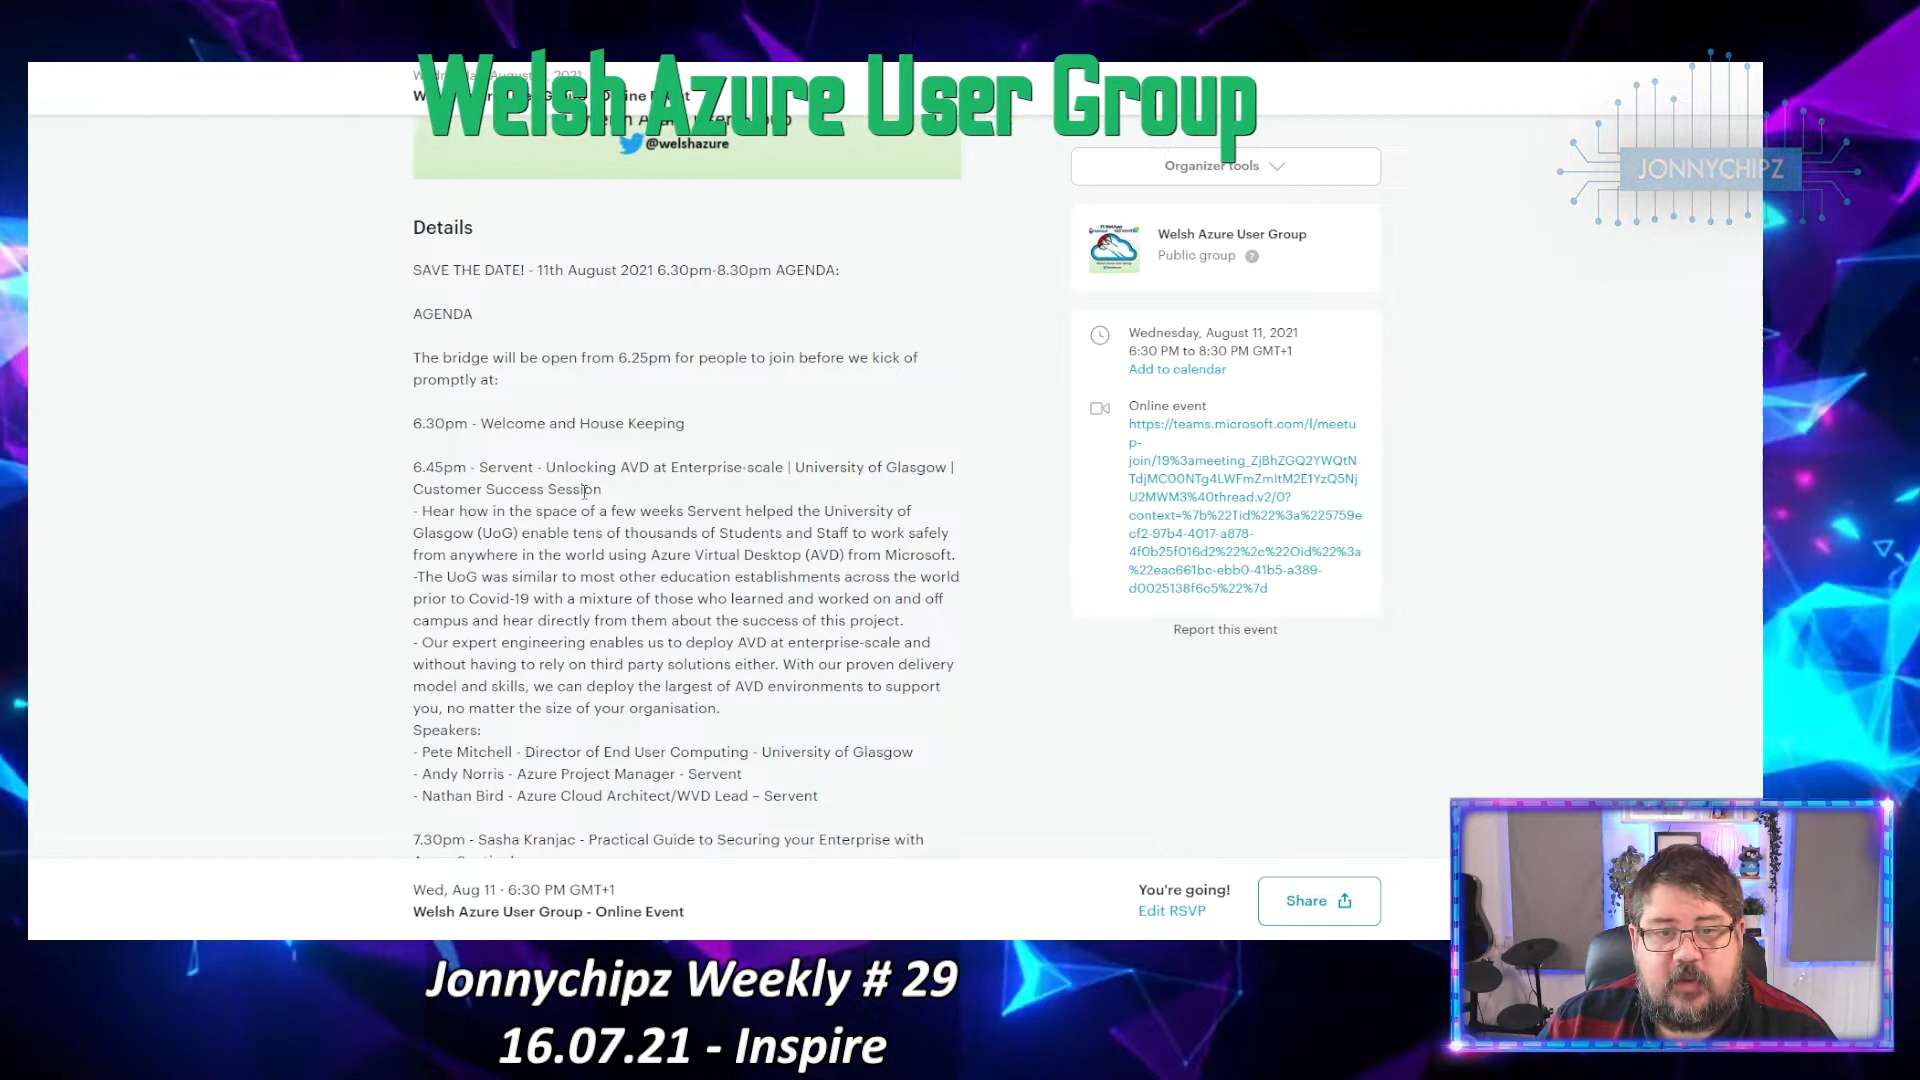 Welsh Azure User Group
@welshazure
JONNYCHIPZ
Organizer tools
Details
SAVE THE DATE! - 11th August 2021 6.30pm-8.30pm AGENDA:
AGENDA
The bridge will be open from 6.25pm for people to join before we kick of
promptly at:
6.30pm - Welcome and House Keeping
6.45pm - Servent - Unlocking AVD at Enterprise-scale | University of Glasgow |
Customer Success Session
- Hear how in the space of a few weeks Servent helped the University of
Glasgow (UoG) enable tens of thousands of Students and Staff to work safely
from anywhere in the world using Azure Virtual Desktop (AVD) from Microsoft.
-The UoG was similar to most other education establishments across the world
prior to Covid-19 with a mixture of those who learned and worked on and off
campus and hear directly from them about the success of this project.
- Our expert engineering enables us to deploy AVD at enterprise-scale and
without having to rely on third party solutions either. With our proven delivery
model and skills, we can deploy the largest of AVD environments to support
you, no matter the size of your organisation.
Speakers:
- Pete Mitchell - Director of End User Computing - University of Glasgow
- Andy Norris - Azure Project Manager - Servent
- Nathan Bird - Azure Cloud Architect/WVD Lead – Servent
7.30pm - Sasha Kranjac - Practical Guide to Securing your Enterprise with
Welsh Azure User Group
Public group ?
Wednesday, August 11, 2021
6:30 PM to 8:30 PM GMT+1
Add to calendar
Online event
https://teams.microsoft.com/l/meetu
p-
join/19%3ameeting_ZjBhZGQ2YWQtN
TdjMC00NTg4LWFmZmItM2E1YzQ5Nj
U2MWM3%40thread.v2/0?
context=%7b%22Tid%22%3a%225759e
cf2-97b4-4017-a878-
4f0b25f016d2%22%2c%22Oid%22%3a
%22eac661bc-ebb0-41b5-a389-
d0025138f6c5%22%7d
Report this event
Wed, Aug 11 · 6:30 PM GMT+1
Welsh Azure User Group - Online Event
You're going!
Edit RSVP
Share
Jonnychipz Weekly # 29
16.07.21 - Inspire